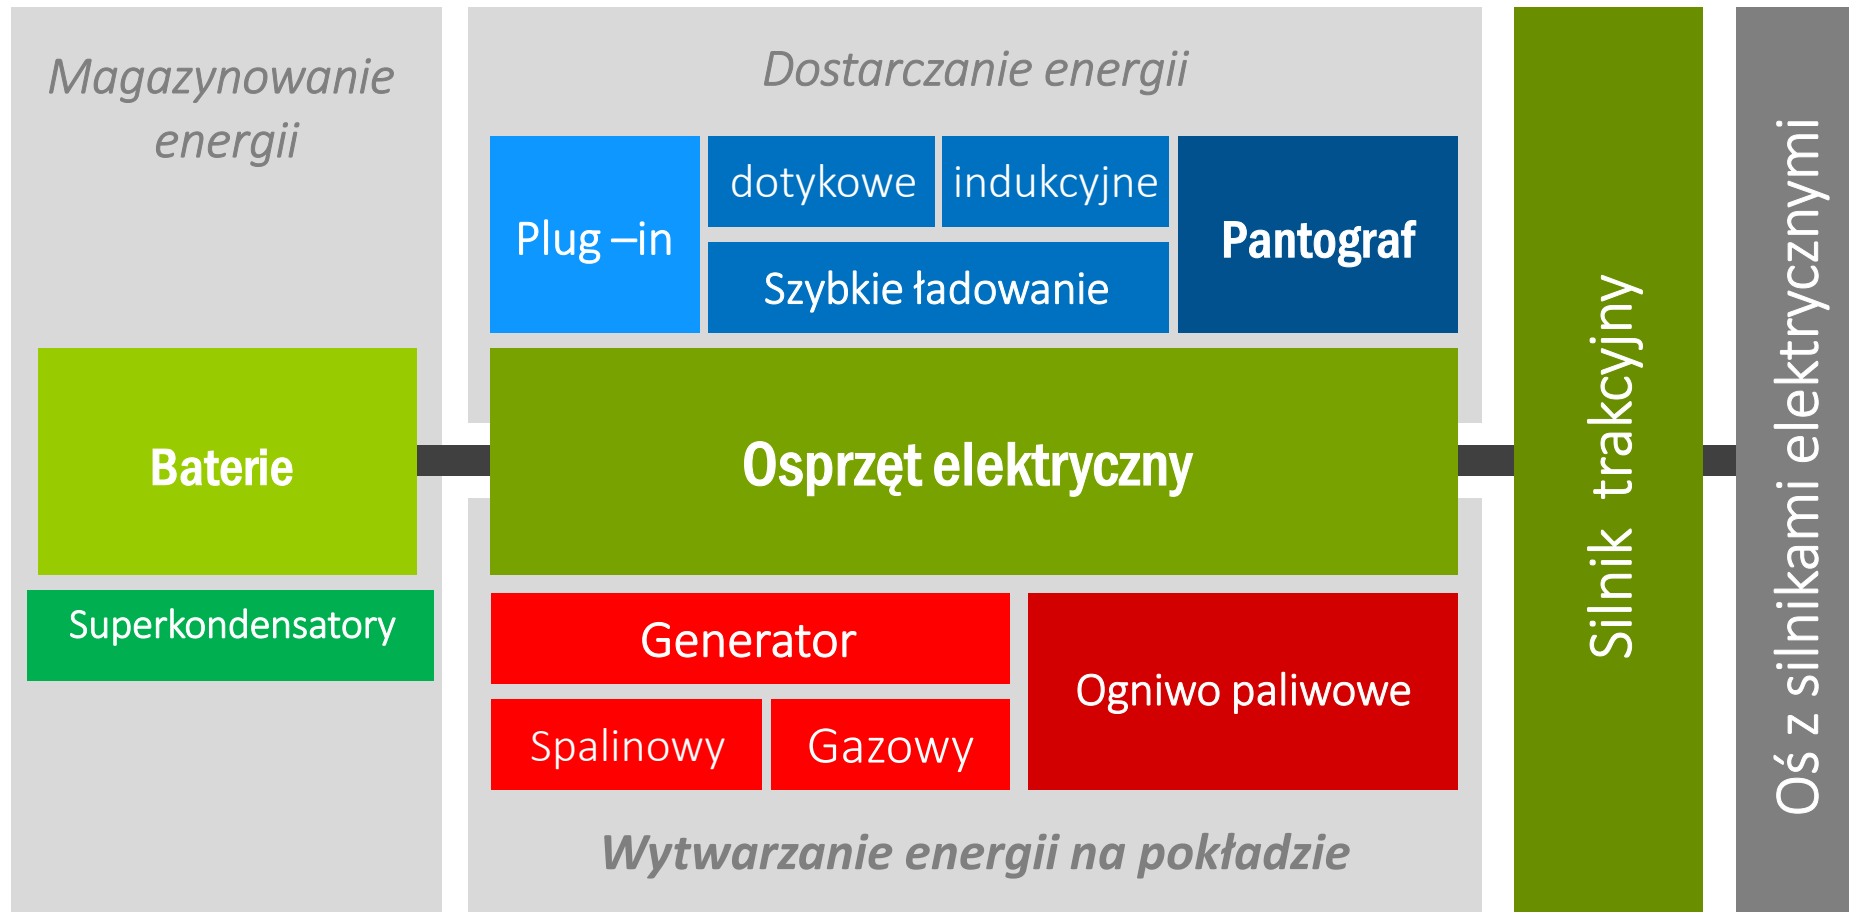 Magazynowanie
energii
Baterie
Superkondensatory
Dostarczanie energii
Plug –in
dotykowe
indukcyjne
Szybkie ładowanie
Pantograf
Osprzęt elektryczny
Generator
Spalinowy
Gazowy
Ogniwo paliwowe
Wytwarzanie energii na pokładzie
Silnik trakcyjny
Oś z silnikami elektrycznymi